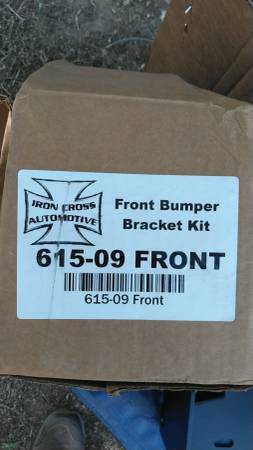 IRON CROSS
AUTOMOTIVE
Front Bumper
Bracket Kit
615-09 FRONT
615-09 Front